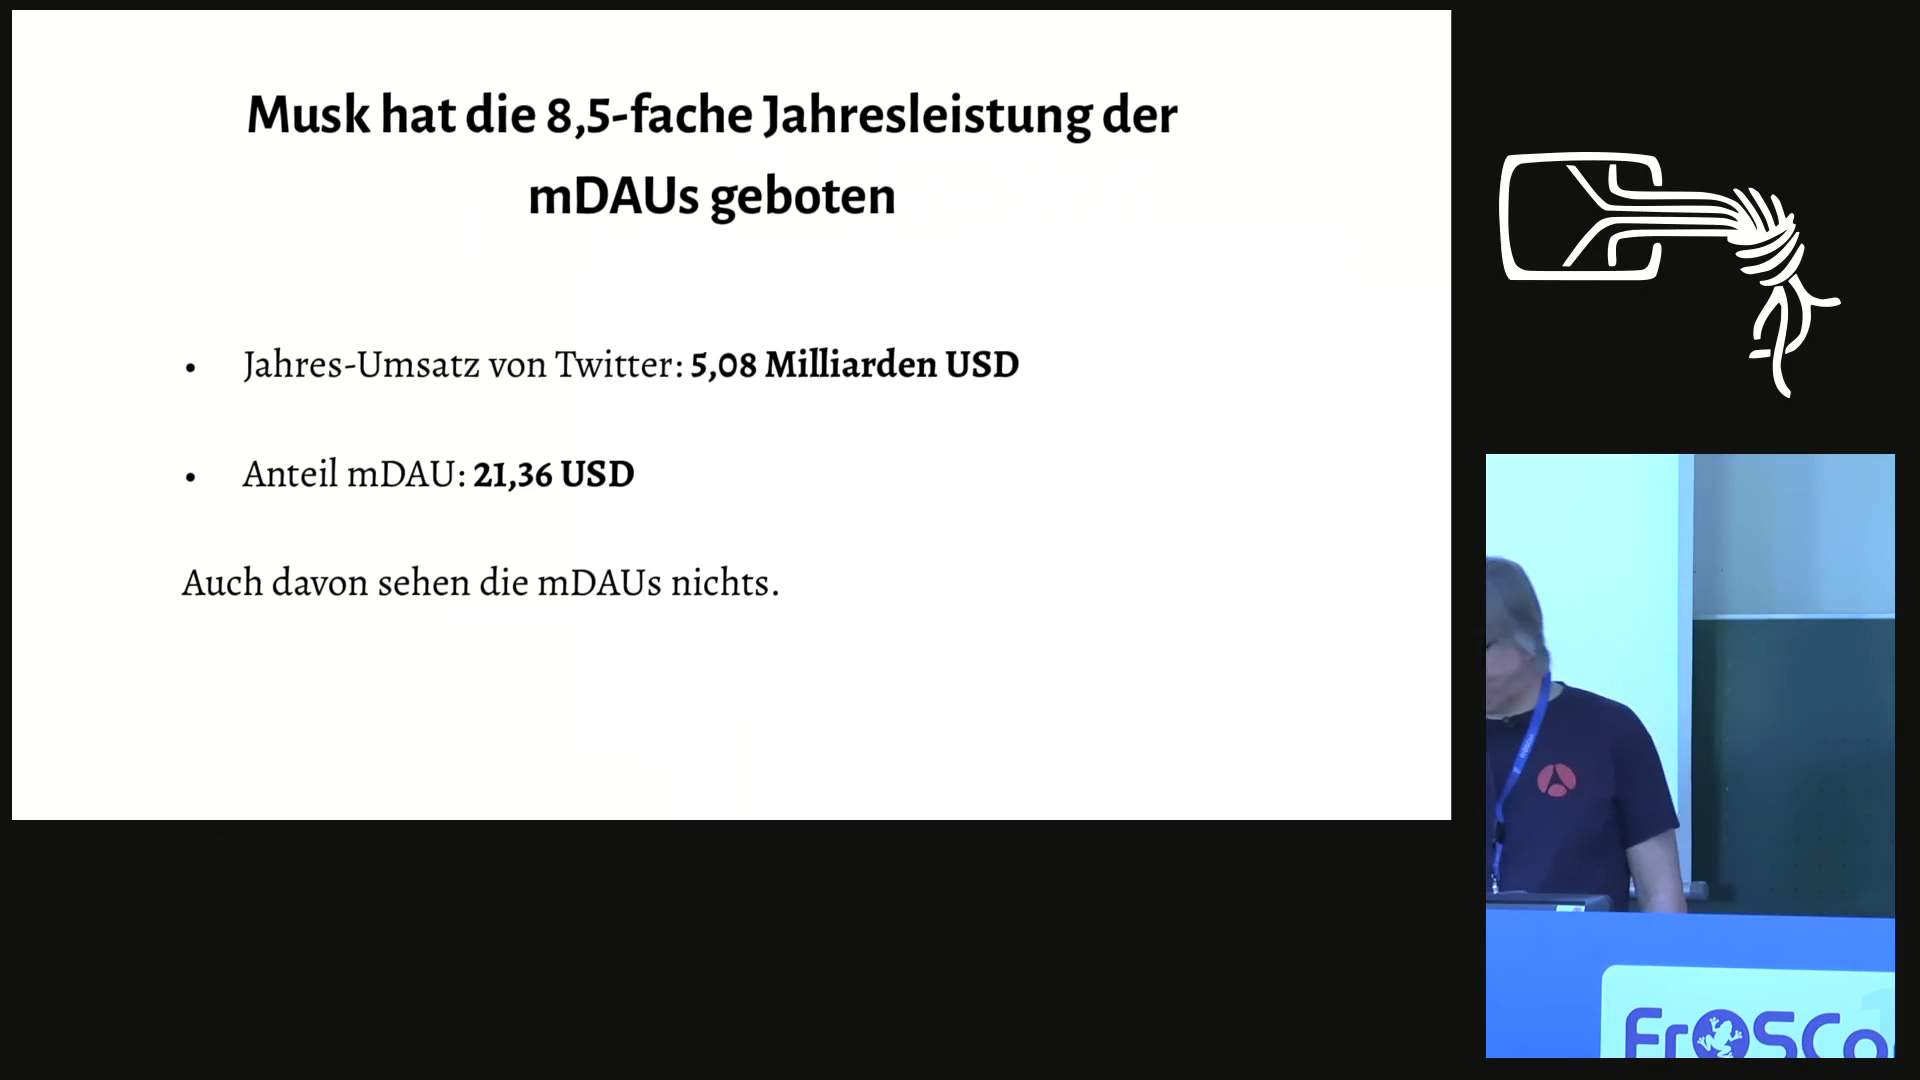 Musk hat die 8,5-fache Jahresleistung der
mDAUs geboten
• Jahres-Umsatz von Twitter: 5,08 Milliarden USD
• Anteil mDAU: 21,36 USD
Auch davon sehen die mDAUs nichts.
FrOSCo